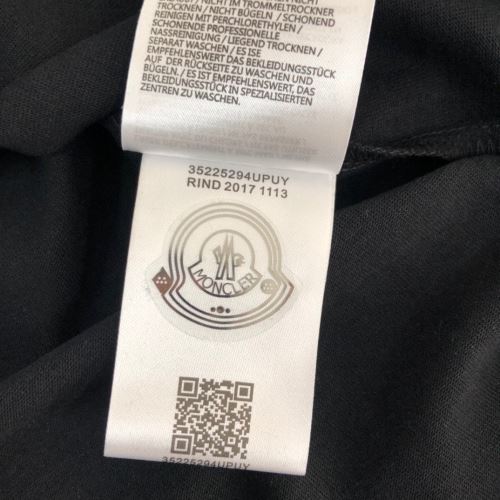 NICHT IM TROMMELTROCKNER
TROCKNEN / NICHT BÜGELN / SCHONEND
REINIGEN MIT PERCHLORETHYLEN /
SCHONENDE PROFESSIONELLE
NASSREINIGUNG / LIEGEND TROCKNEN /
SEPARAT WASCHEN / ES ISE
EMPFEHLENSWERT DAS BEKLEIDUNGSSTÜCK
AUF DER RÜCKSEITE ZU WASCHEN UND
BÜGELN. / ES IST EMPFEHLENSWERT DAS
BEKLEIDUNGSSTÜCK IN SPEZIALISIERTEN
ZENTREN ZU WASCHEN.
35225294UPUY
RIND 2017 1113
MONCLER
35225294UPUY